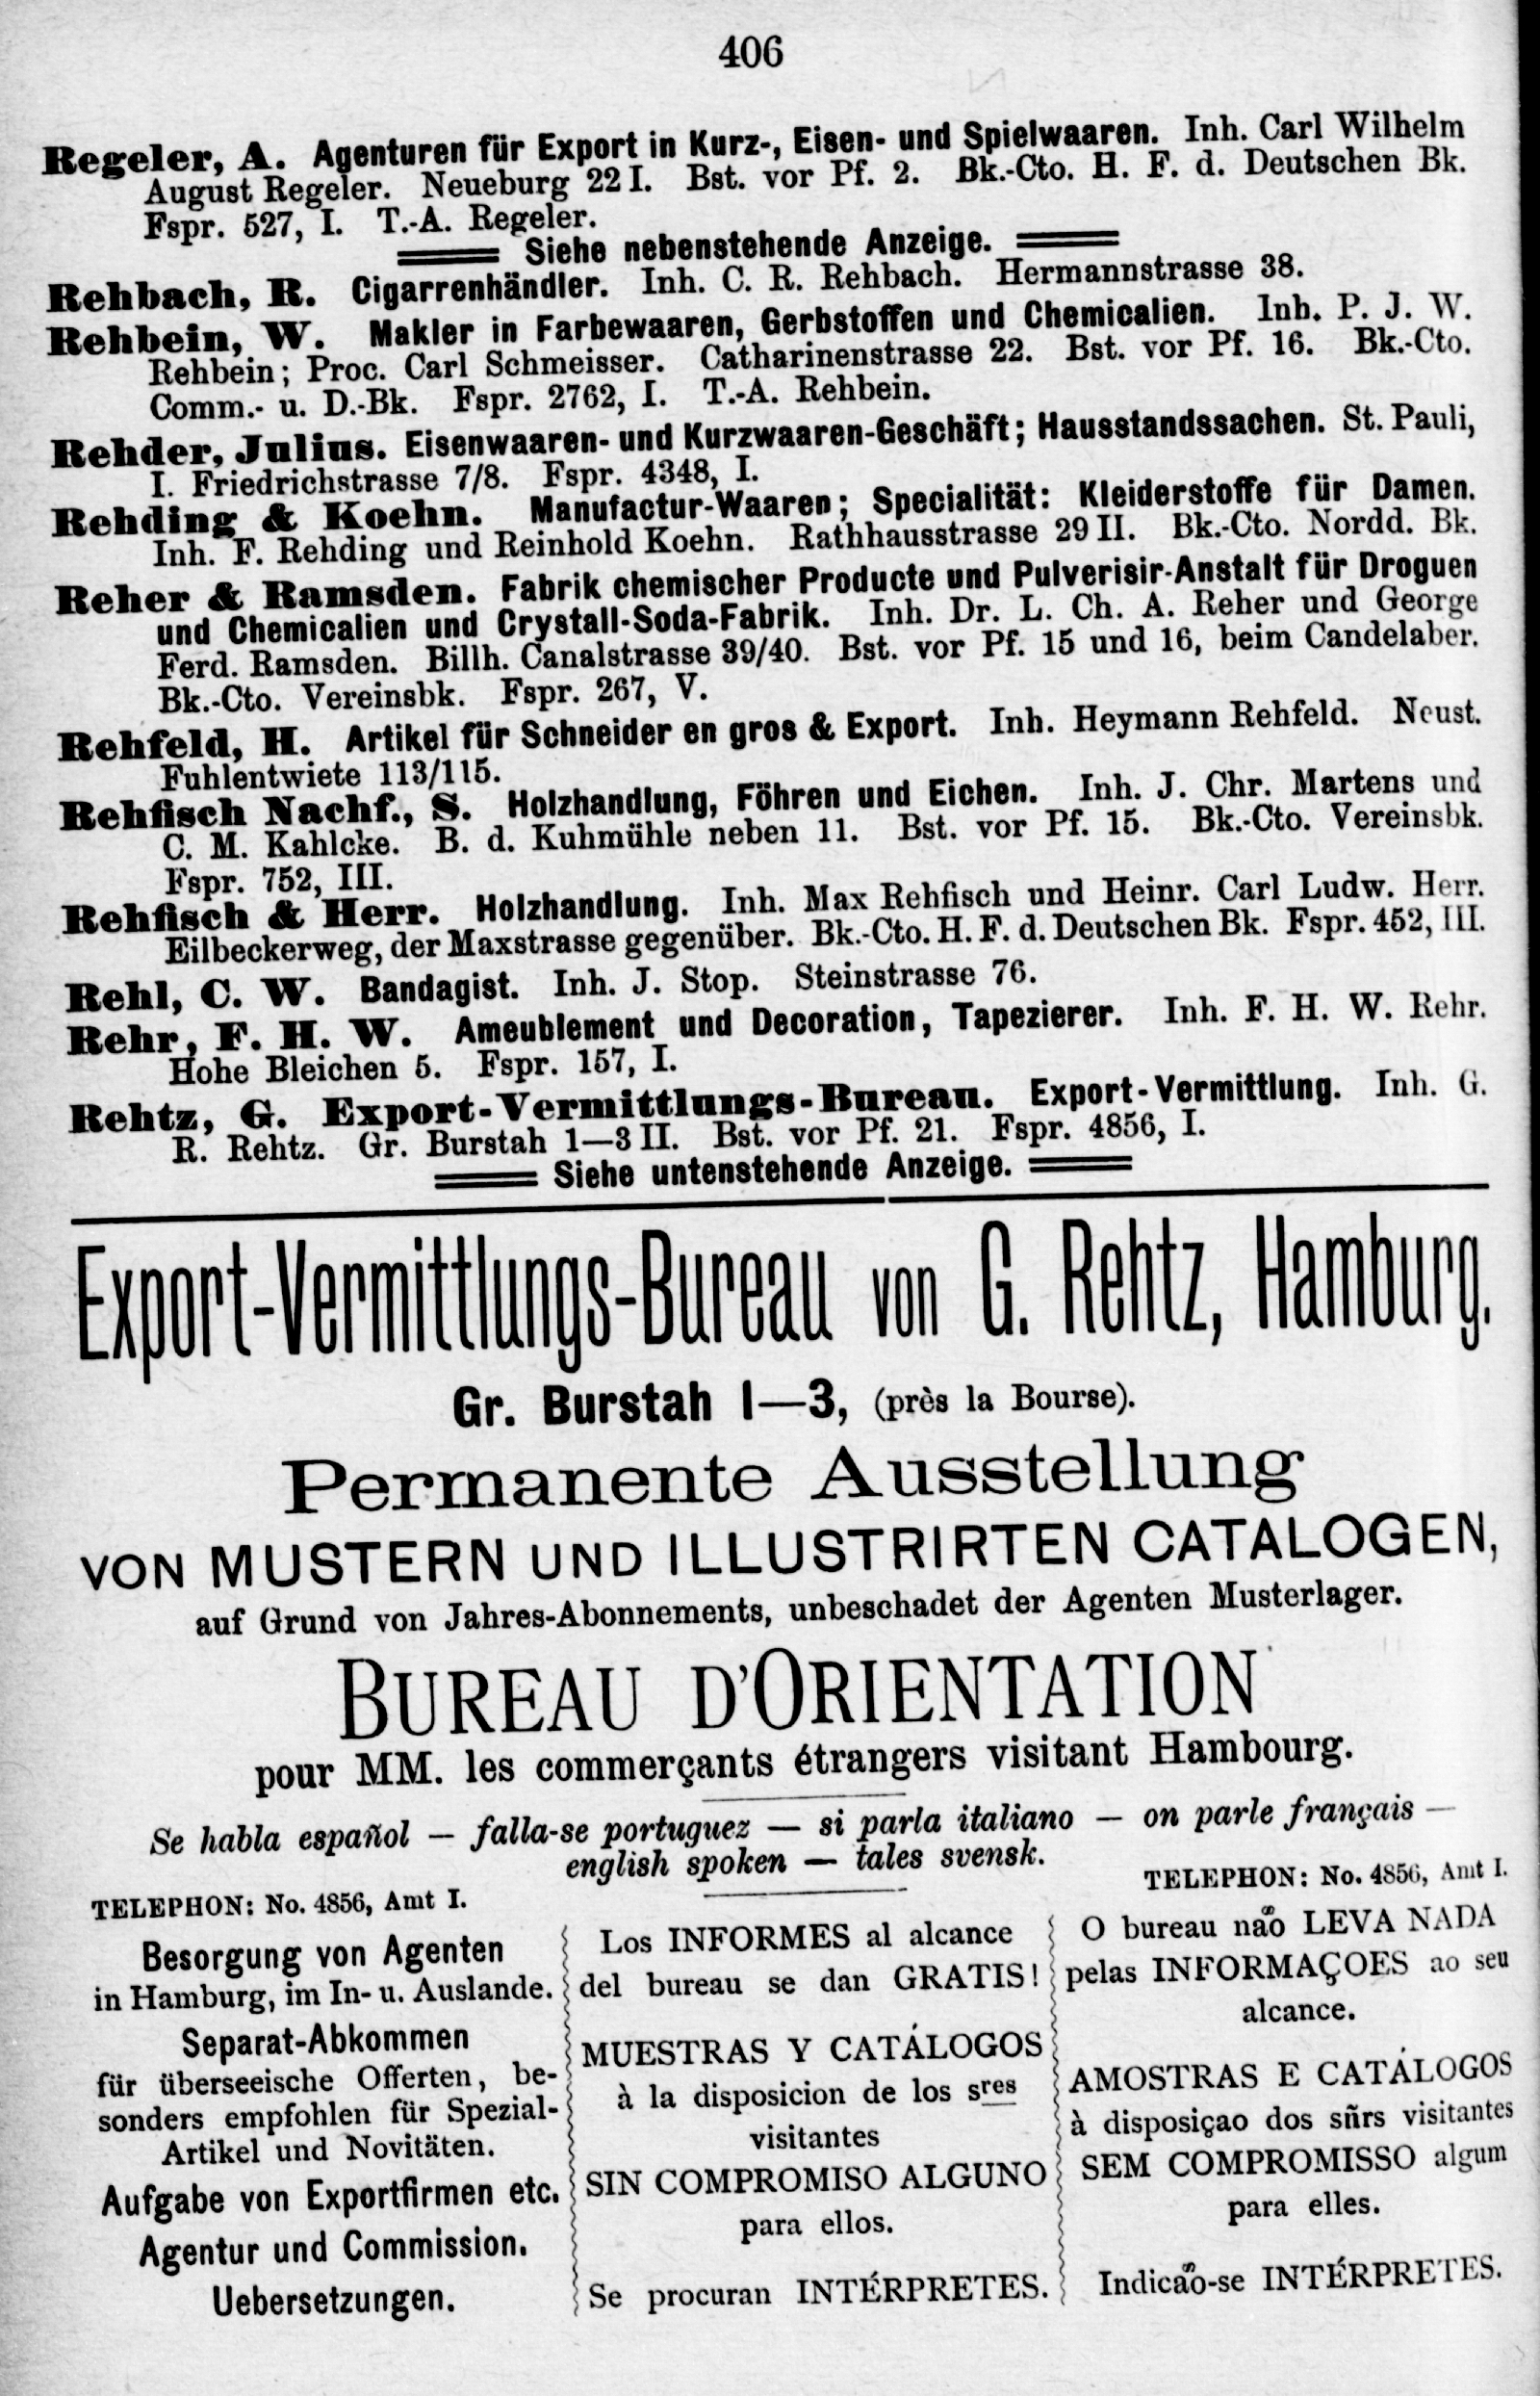 406
Regeler, A. Agenturen für Export in Kurz-, Eisen- und Spielwaaren. Inh. Carl Wilhelm
August Regeler. Neueburg 22 I. Bst. vor Pf. 2. Bk.-Cto. H. F. d. Deutschen Bk.
Fspr. 527, I. T.-A. Regeler.
Siehe nebenstehende Anzeige.
Rehbach, R. Cigarrenhändler. Inh. C. R. Rehbach. Hermannstrasse 38.
Rehbein, W. Makler in Farbewaaren, Gerbstoffen und Chemicalien. Inh. P. J. W.
Rehbein; Proc. Carl Schmeisser. Catharinenstrasse 22. Bst. vor Pf. 16. Bk.-Cto.
Comm.- u. D.-Bk. Fspr. 2762, I. T.-A. Rehbein.
Rehder, Julius. Eisenwaaren- und Kurzwaaren-Geschäft; Hausstandssachen. St. Pauli,
I. Friedrichstrasse 7/8. Fspr. 4348, I.
Rehding & Koehn. Manufactur-Waaren; Specialität: Kleiderstoffe für Damen.
Inh. F. Rehding und Reinhold Koehn. Rathhausstrasse 29 II. Bk.-Cto. Nordd. Bk.
Reher & Ramsden. Fabrik chemischer Producte und Pulverisir-Anstalt für Droguen
und Chemicalien und Crystall-Soda-Fabrik. Inh. Dr. L. Ch. A. Reher und George
Ferd. Ramsden. Billh. Canalstrasse 39/40. Bst. vor Pf. 15 und 16, beim Candelaber.
Bk.-Cto. Vereinsbk. Fspr. 267, V.
Rehfeld, H. Artikel für Schneider en gros & Export. Inh. Heymann Rehfeld. Neust.
Fuhlentwiete 113/115.
Rehfisch Nachf., S. Holzhandlung, Föhren und Eichen. Inh. J. Chr. Martens und
C. M. Kahlcke. B. d. Kuhmühle neben 11. Bst. vor Pf. 15. Bk.-Cto. Vereinsbk.
Fspr. 752, III.
Rehfisch & Herr. Holzhandlung. Inh. Max Rehfisch und Heinr. Carl Ludw. Herr.
Eilbeckerweg, der Maxstrasse gegenüber. Bk.-Cto. H. F. d. Deutschen Bk. Fspr. 452, III.
Rehl, C. W. Bandagist. Inh. J. Stop. Steinstrasse 76.
Rehr, F. H. W. Ameublement und Decoration, Tapezierer. Inh. F. H. W. Rehr.
Hohe Bleichen 5. Fspr. 157, I.
Rehtz, G. Export-Vermittlungs-Bureau. Export-Vermittlung. Inh. G.
R. Rehtz. Gr. Burstah 1—3 II. Bst. vor Pf. 21. Fspr. 4856, I.
Siehe untenstehende Anzeige.
Export-Vermittlungs-Bureau von G. Rehtz, Hamburg.
Gr. Burstah 1—3, (près la Bourse).
Permanente Ausstellung
VON MUSTERN UND ILLUSTRIRTEN CATALOGEN,
auf Grund von Jahres-Abonnements, unbeschadet der Agenten Musterlager.
BUREAU D'ORIENTATION
pour MM. les commerçants étrangers visitant Hambourg.
Se habla español — falla-se portuguez — si parla italiano — on parle français —
english spoken — tales svensk.
TELEPHON: No. 4856, Amt I.
Besorgung von Agenten
in Hamburg, im In- u. Auslande.
Separat-Abkommen
für überseeische Offerten, be-
sonders empfohlen für Spezial-
Artikel und Novitäten.
Aufgabe von Exportfirmen etc.
Agentur und Commission.
Uebersetzungen.
Los INFORMES al alcance
del bureau se dan GRATIS!
MUESTRAS Y CATÁLOGOS
à la disposicion de los sres
visitantes
SIN COMPROMISO ALGUNO
para ellos.
Se procuran INTÉRPRETES.
TELEPHON: No. 4856, Amt I.
O bureau não LEVA NADA
pelas INFORMAÇOES ao seu
alcance.
AMOSTRAS E CATÁLOGOS
à disposiçao dos sñrs visitantes
SEM COMPROMISSO algum
para elles.
Indicão-se INTÉRPRETES.